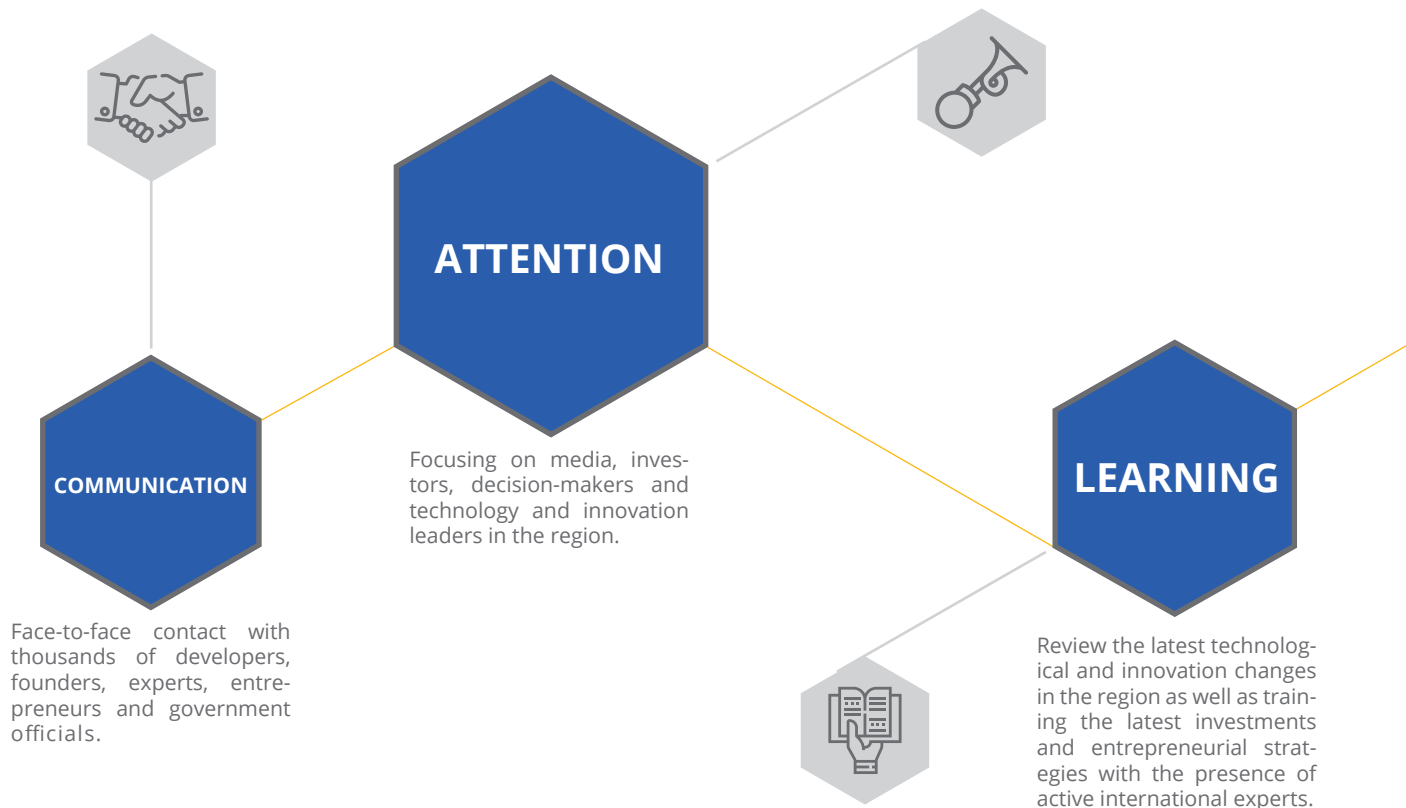 COMMUNICATION
Face-to-face contact with
thousands of developers,
founders, experts, entre-
preneurs and government
officials.
ATTENTION
Focusing on media, inves-
tors, decision-makers and
technology and innovation
leaders in the region.
LEARNING
Review the latest technolog-
ical and innovation changes
in the region as well as train-
ing the latest investments
and entrepreneurial strat-
egies with the presence of
active international experts.